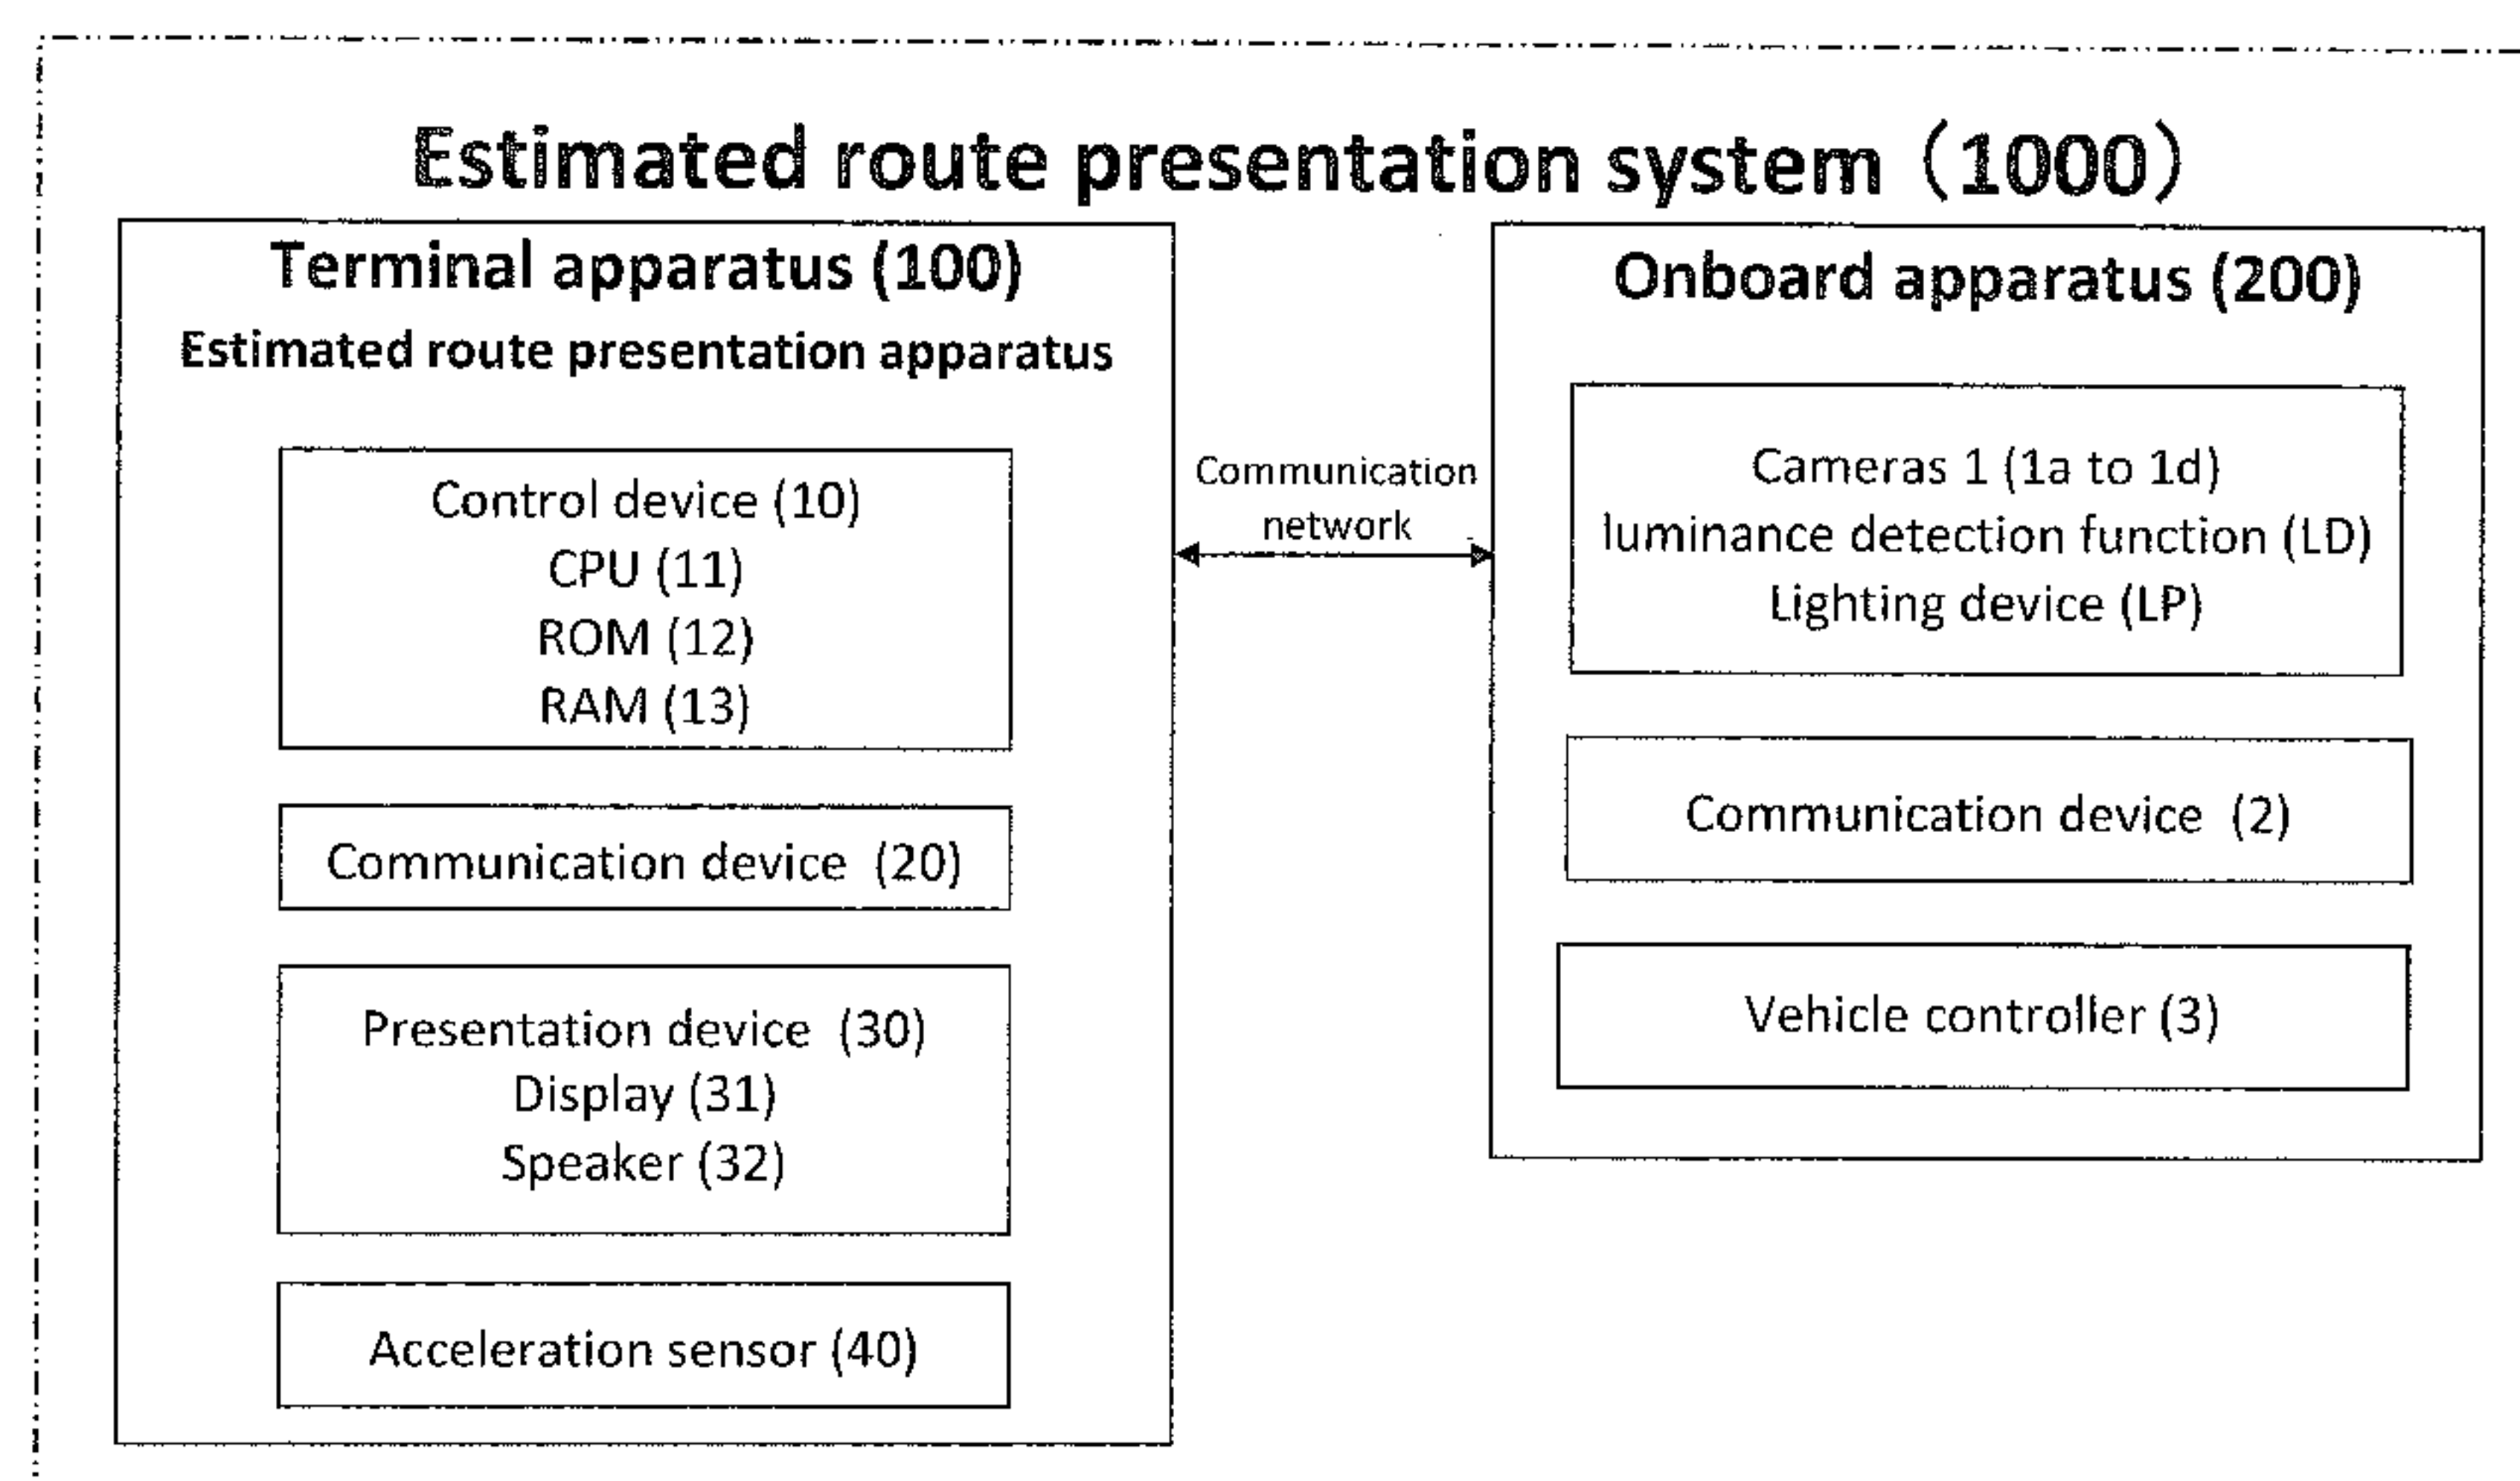 Estimated route presentation system (1000)
Terminal apparatus (100)
Estimated route presentation apparatus
Control device (10)
CPU (11)
ROM (12)
RAM (13)
Communication device (20)
Presentation device (30)
Display (31)
Speaker (32)
Acceleration sensor (40)
Communication
network
Onboard apparatus (200)
Cameras 1 (1a to 1d)
luminance detection function (LD)
Lighting device (LP)
Communication device (2)
Vehicle controller (3)